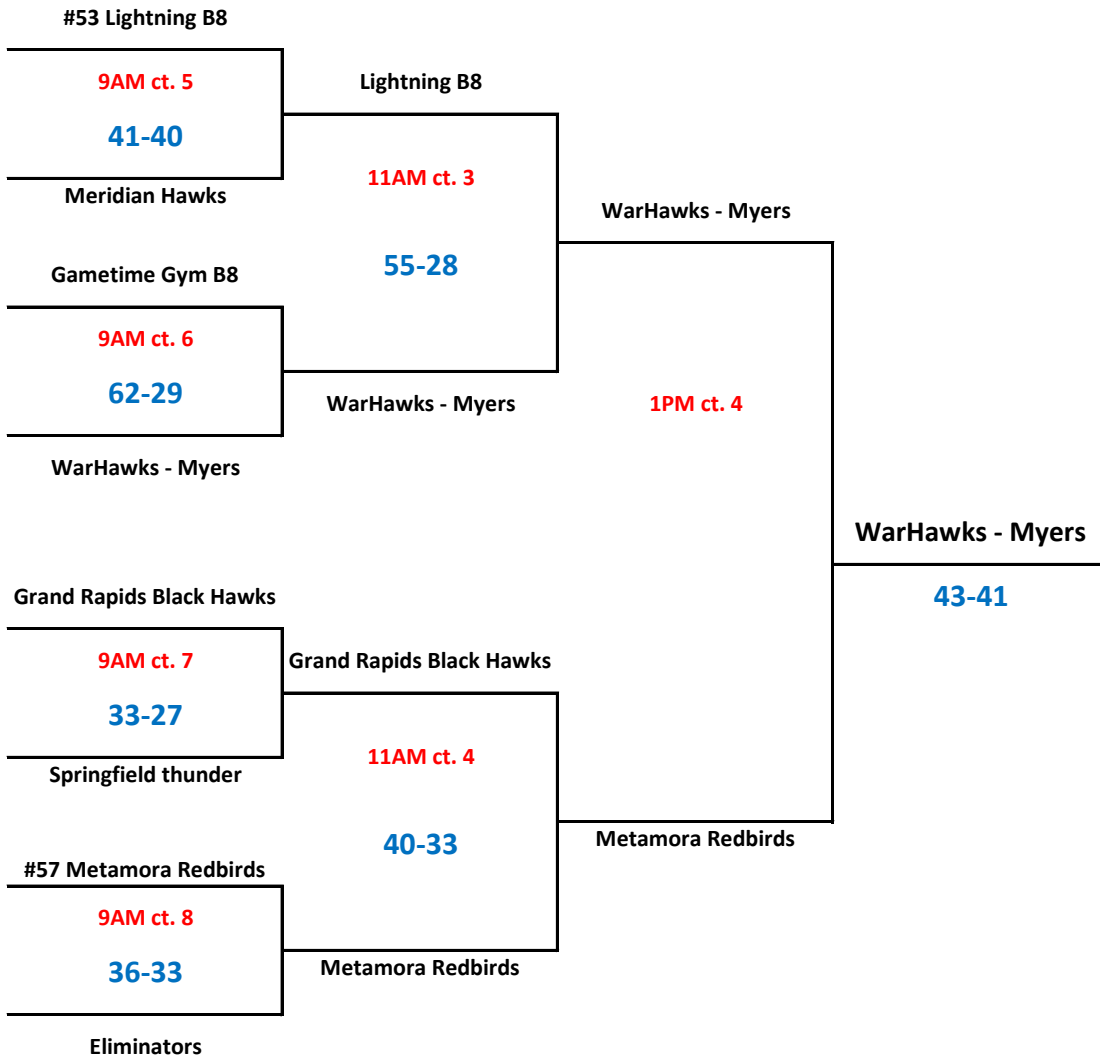 #53 Lightning B8
9AM ct. 5
41-40
Meridian Hawks
Gametime Gym B8
9AM ct. 6
62-29
WarHawks - Myers
Grand Rapids Black Hawks
9AM ct. 7
33-27
Springfield thunder
#57 Metamora Redbirds
9AM ct. 8
36-33
Eliminators
Lightning B8
11AM ct. 3
55-28
WarHawks - Myers
Grand Rapids Black Hawks
11AM ct. 4
40-33
Metamora Redbirds
WarHawks - Myers
1PM ct. 4
Metamora Redbirds
WarHawks - Myers
43-41